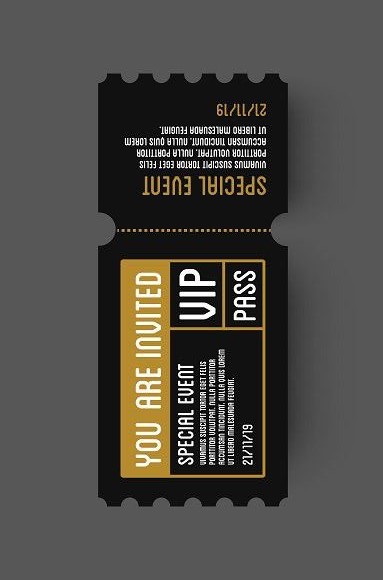 SPECIAL EVENT
VIVAMUS SUSCIPIT TORTOR EGET FELIS
PORTTITOR VOLUTPAT. NULLA PORTTITOR
ACCUMSAN TINCIDUNT. NULLA QUIS LOREM
UT LIBERO MALESUADA FEUGIAT.
21/11/19
YOU ARE INVITED
VIP
PASS
SPECIAL EVENT
VIVAMUS SUSCIPIT TORTOR EGET FELIS
PORTTITOR VOLUTPAT. NULLA PORTTITOR
ACCUMSAN TINCIDUNT. NULLA QUIS LOREM
UT LIBERO MALESUADA FEUGIAT.
21/11/19